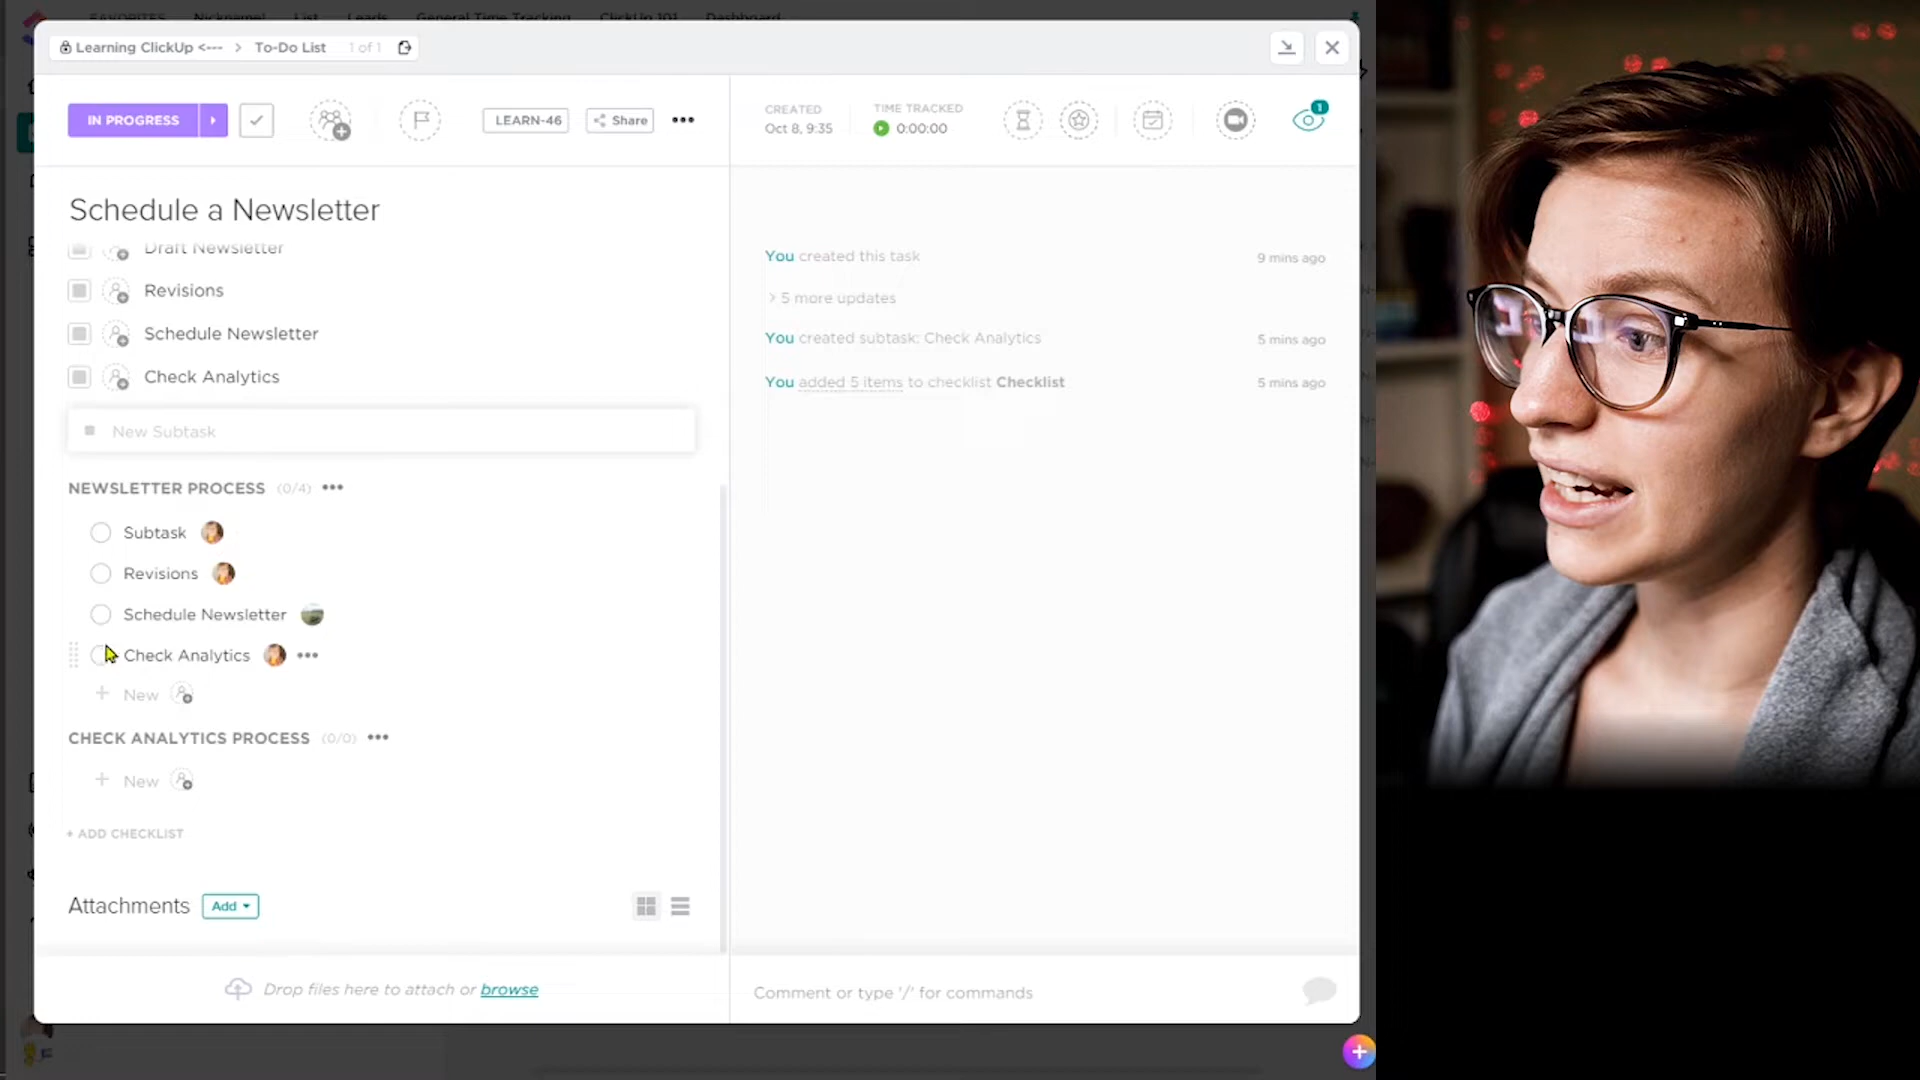 FAVORITES Nickname! List Leads General Time Tracking ClickUp 101 Dashboard
Learning ClickUp <--- > To-Do List 1 of 1
IN PROGRESS
LEARN-46
Share
CREATED
Oct 8, 9:35
TIME TRACKED
0:00:00
1
Schedule a Newsletter
Draft Newsletter
Revisions
Schedule Newsletter
Check Analytics
New Subtask
NEWSLETTER PROCESS (0/4)
Subtask
Revisions
Schedule Newsletter
Check Analytics
+ New
CHECK ANALYTICS PROCESS (0/0)
+ New
+ ADD CHECKLIST
Attachments Add
Drop files here to attach or browse
You created this task 9 mins ago
> 5 more updates
You created subtask: Check Analytics 5 mins ago
You added 5 items to checklist Checklist 5 mins ago
Comment or type '/' for commands